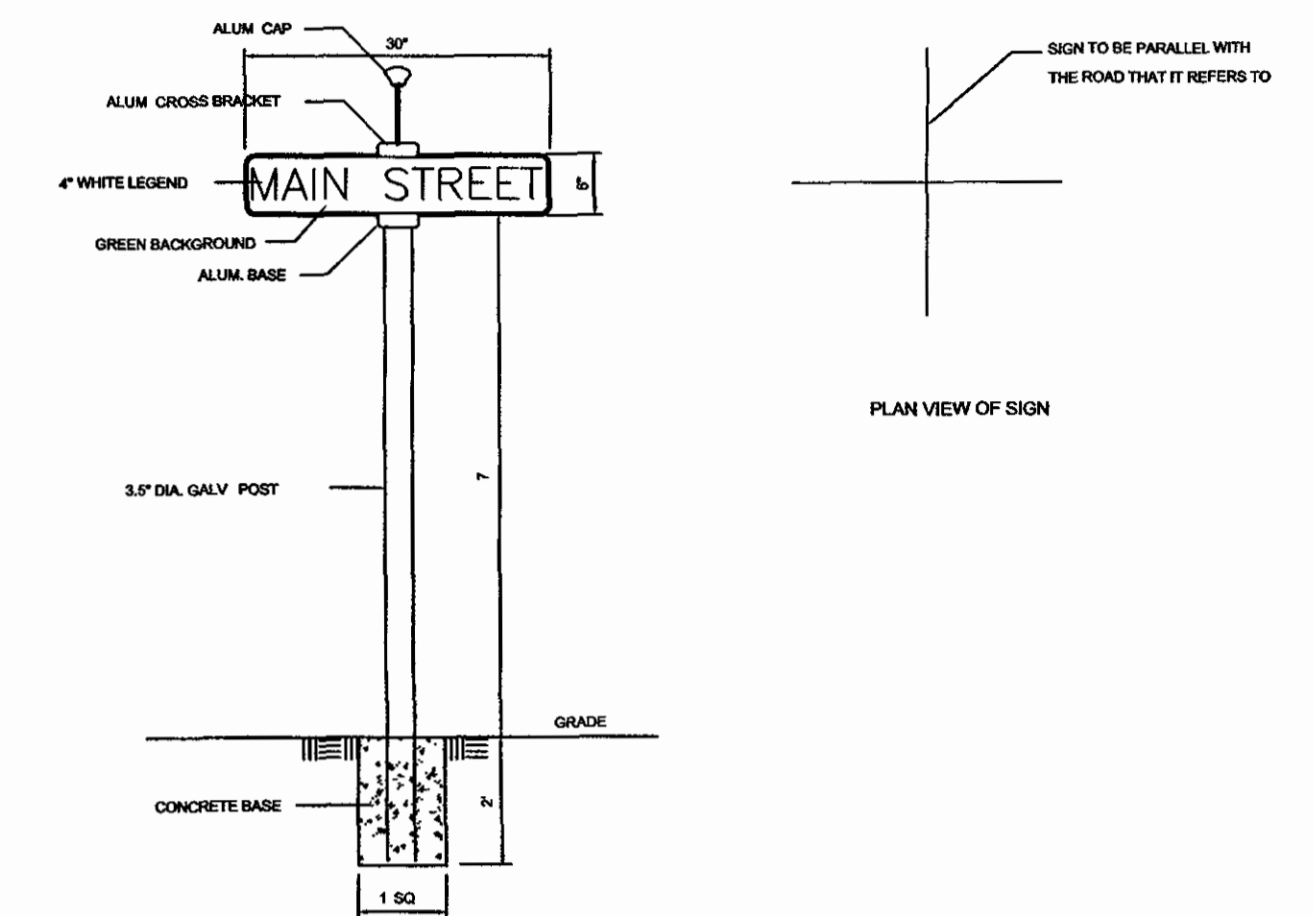 ALUM CAP
30"
SIGN TO BE PARALLEL WITH
THE ROAD THAT IT REFERS TO
ALUM CROSS BRACKET
4" WHITE LEGEND
MAIN STREET
6"
GREEN BACKGROUND
ALUM. BASE
PLAN VIEW OF SIGN
3.5" DIA. GALV POST
7
GRADE
CONCRETE BASE
2'
1 SQ